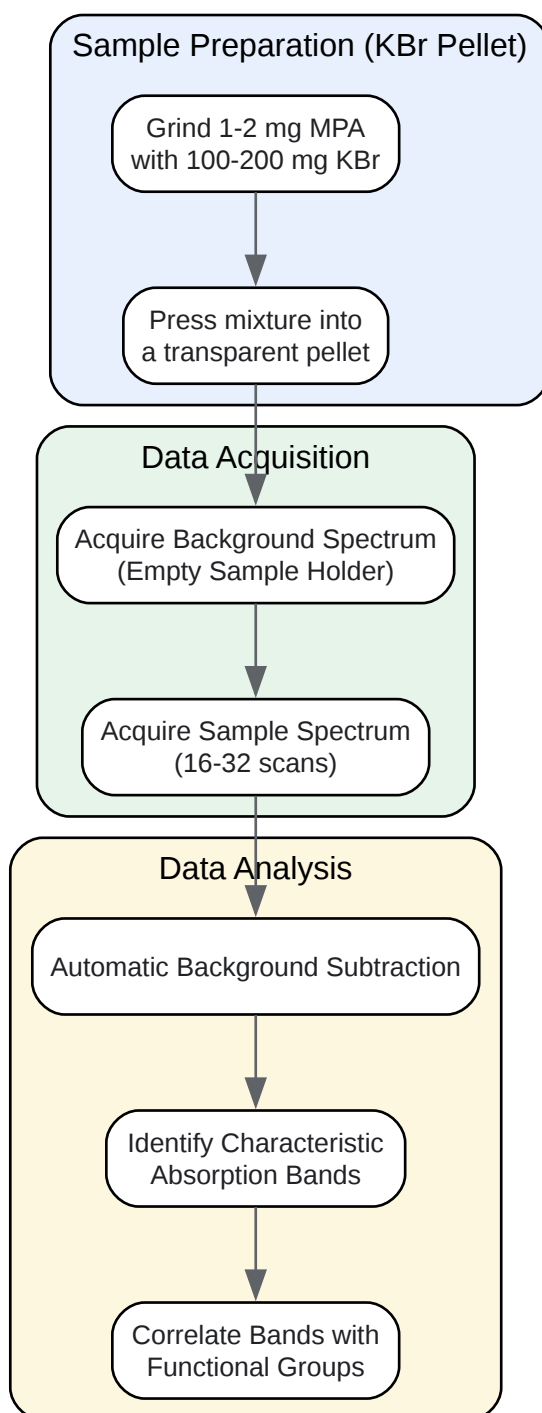 Sample Preparation (KBr Pellet)
Grind 1-2 mg MPA
with 100-200 mg KBr
Press mixture into
a transparent pellet
Data Acquisition
Acquire Background Spectrum
(Empty Sample Holder)
Acquire Sample Spectrum
(16-32 scans)
Data Analysis
Automatic Background Subtraction
Identify Characteristic
Absorption Bands
Correlate Bands with
Functional Groups